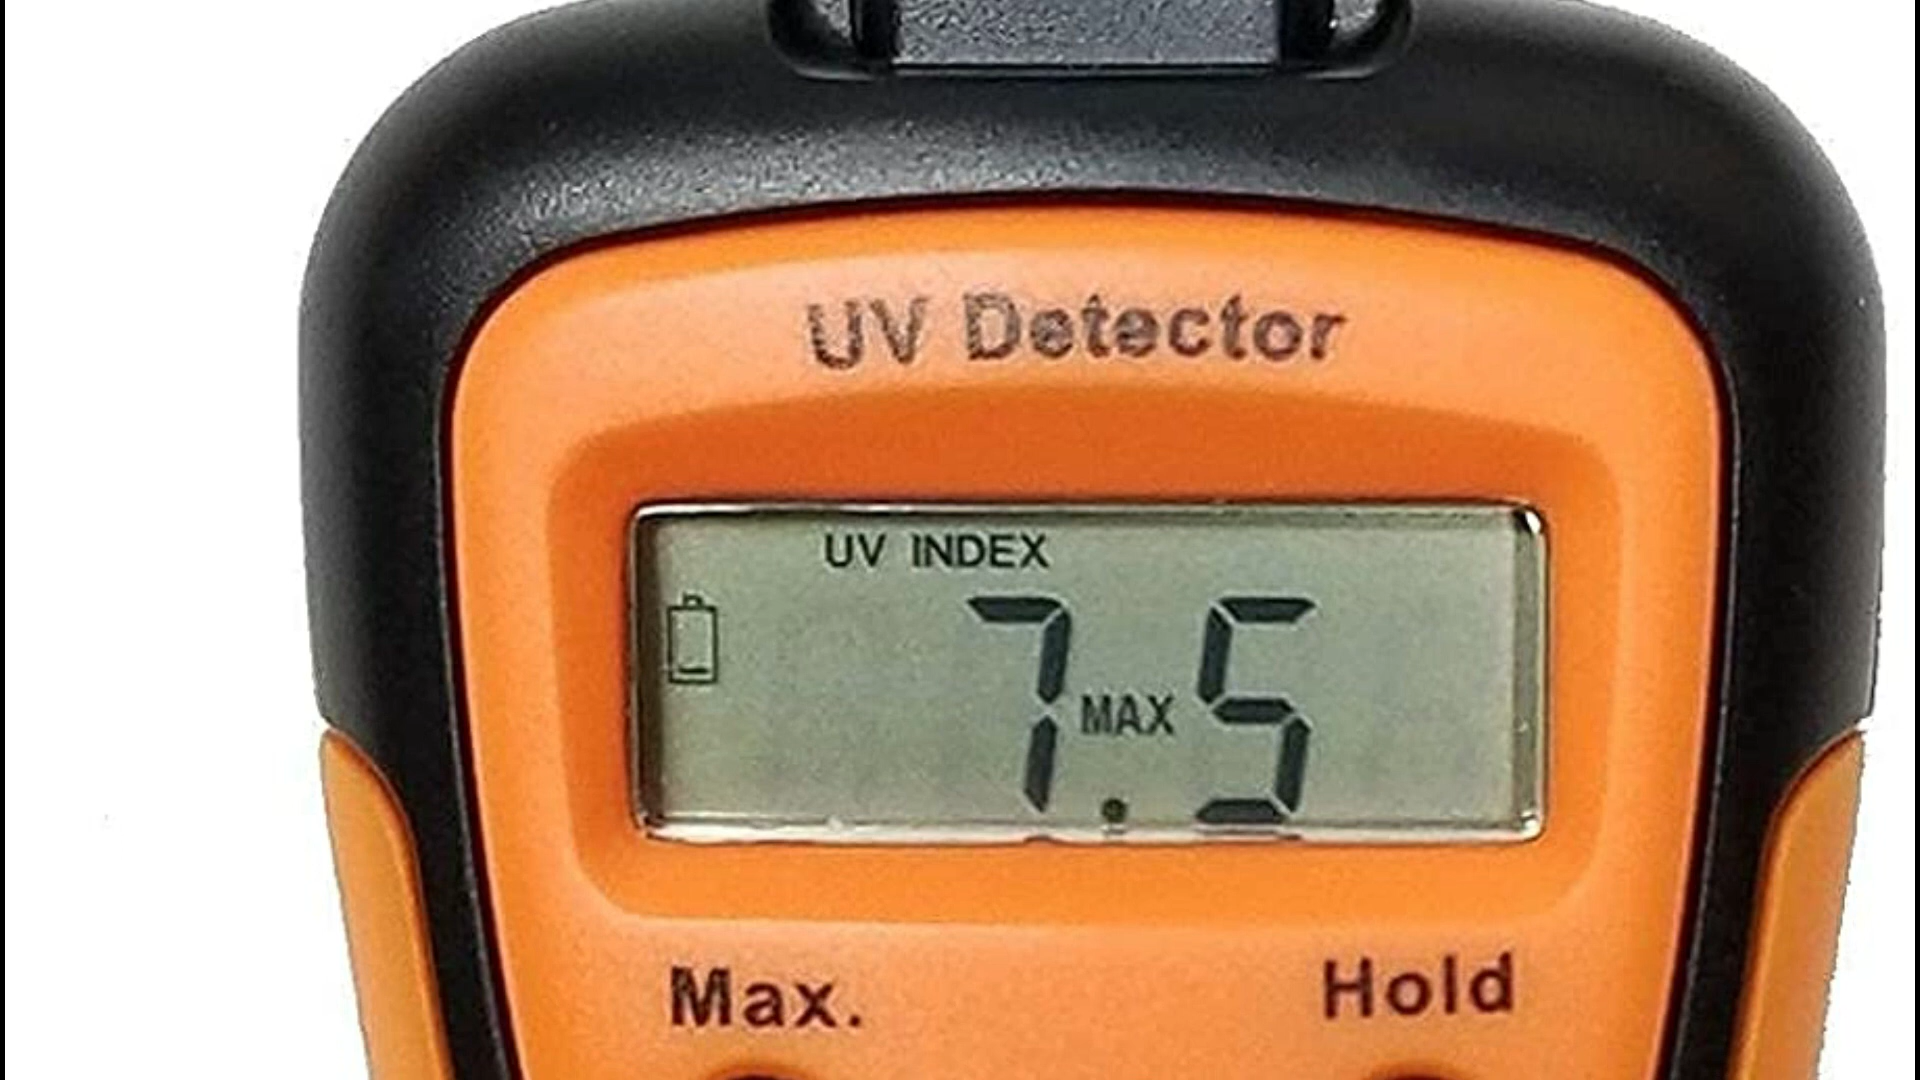 UV Detector
UV INDEX
7.5
MAX
Max.
Hold